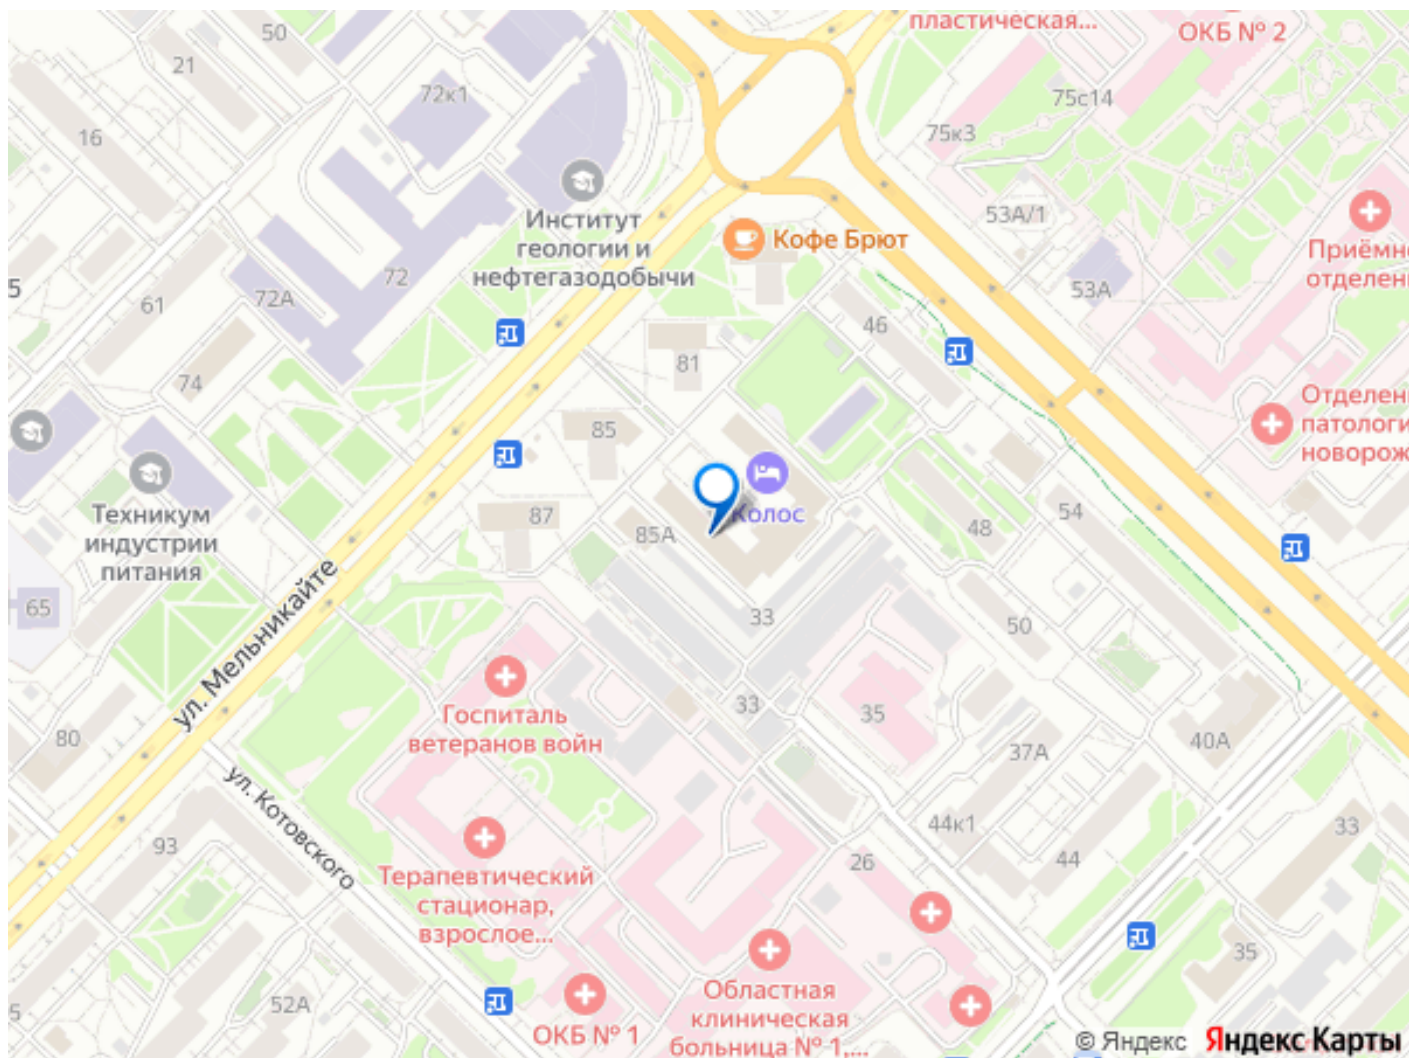 пластическая...
ОКБ № 2
50
21
72к1
75с14
16
75к3
53А/1
Институт
геологии и
нефтегазодобычи
Кофе Брют
Приёмно
отделени
72
72А
53А
5
61
46
81
74
Отделени
патологи
новорож
85
Колос
87
54
48
85А
Техникум
индустрии
питания
65
33
50
ул. Мельникайте
33
35
Госпиталь
ветеранов войн
80
37А
40А
ул. Котовского
93
44к1
33
44
26
Терапевтический
стационар,
взрослое...
35
52А
5
Областная
клиническая
больница № 1,...
ОКБ № 1
© Яндекс Яндекс Карты